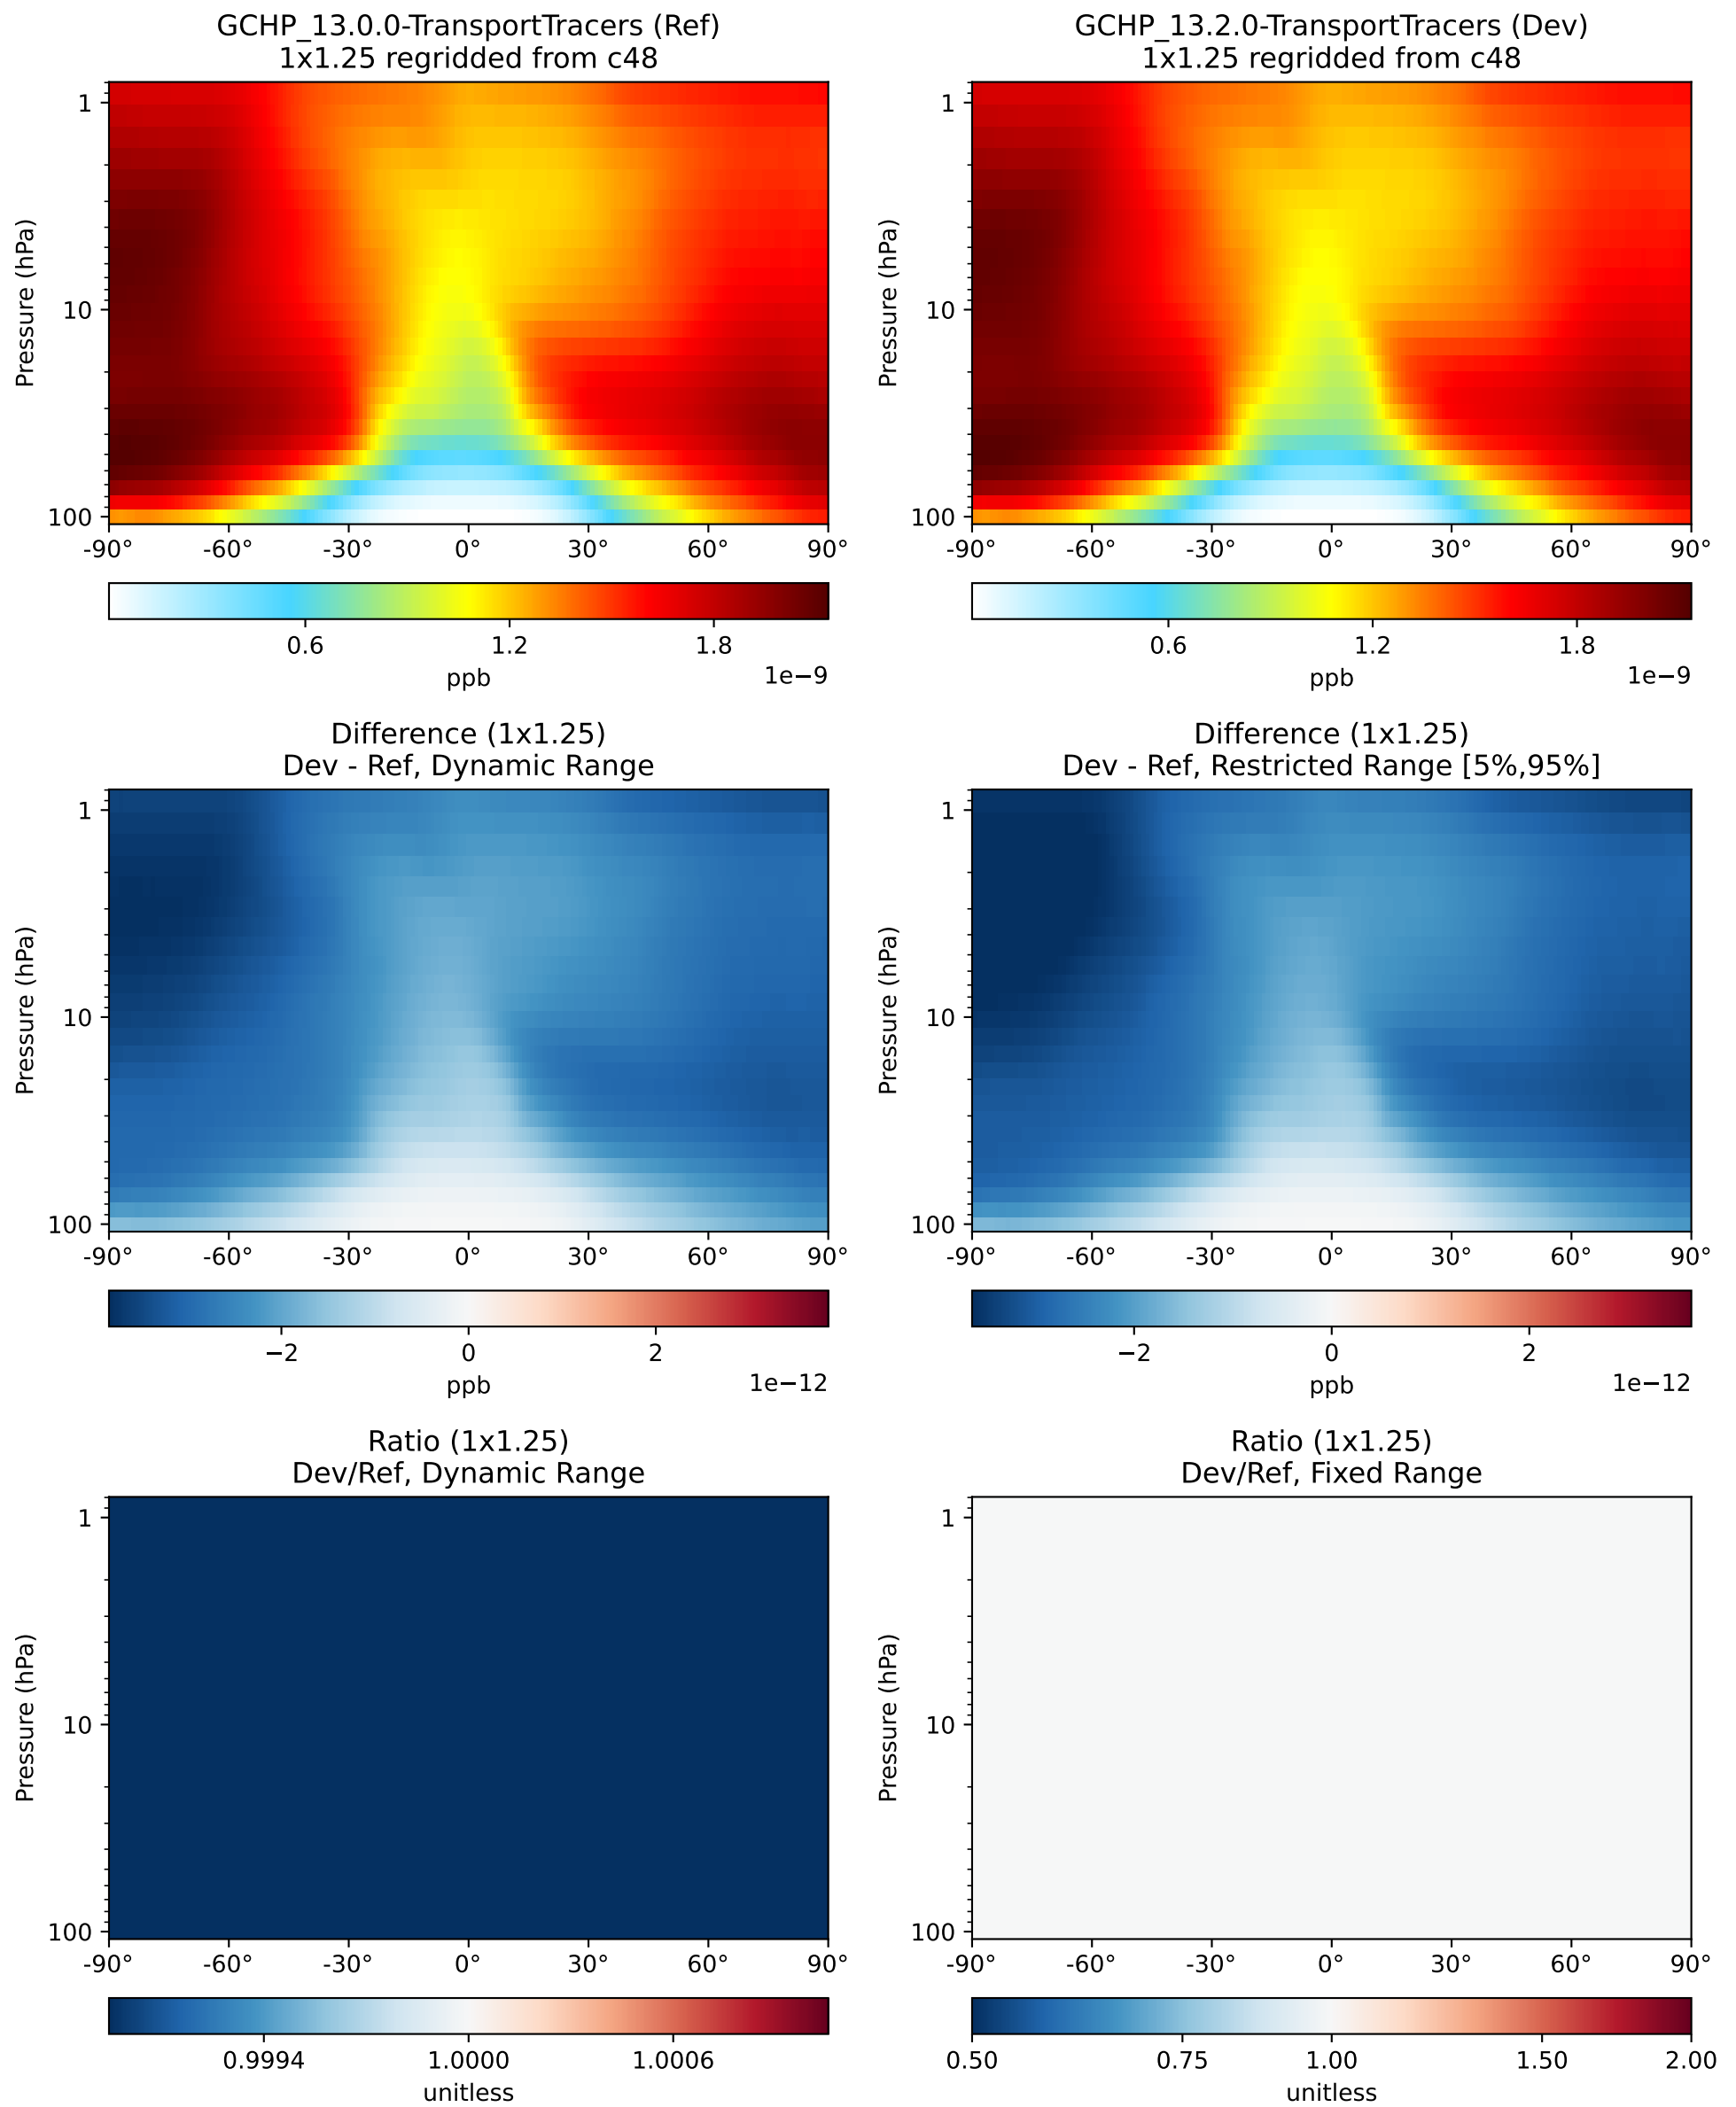 GCHP_13.0.0-TransportTracers (Ref)
1x1.25 regridded from c48
Pressure (hPa)
1
10
100
-90° -60° -30° 0° 30° 60° 90°
0.6 1.2 1.8
ppb
1e−9
GCHP_13.2.0-TransportTracers (Dev)
1x1.25 regridded from c48
Pressure (hPa)
1
10
100
-90° -60° -30° 0° 30° 60° 90°
0.6 1.2 1.8
ppb
1e−9
Difference (1x1.25)
Dev - Ref, Dynamic Range
Pressure (hPa)
1
10
100
-90° -60° -30° 0° 30° 60° 90°
−2 0 2
ppb
1e−12
Difference (1x1.25)
Dev - Ref, Restricted Range [5%,95%]
Pressure (hPa)
1
10
100
-90° -60° -30° 0° 30° 60° 90°
−2 0 2
ppb
1e−12
Ratio (1x1.25)
Dev/Ref, Dynamic Range
Pressure (hPa)
1
10
100
-90° -60° -30° 0° 30° 60° 90°
0.9994 1.0000 1.0006
unitless
Ratio (1x1.25)
Dev/Ref, Fixed Range
Pressure (hPa)
1
10
100
-90° -60° -30° 0° 30° 60° 90°
0.50 0.75 1.00 1.50 2.00
unitless